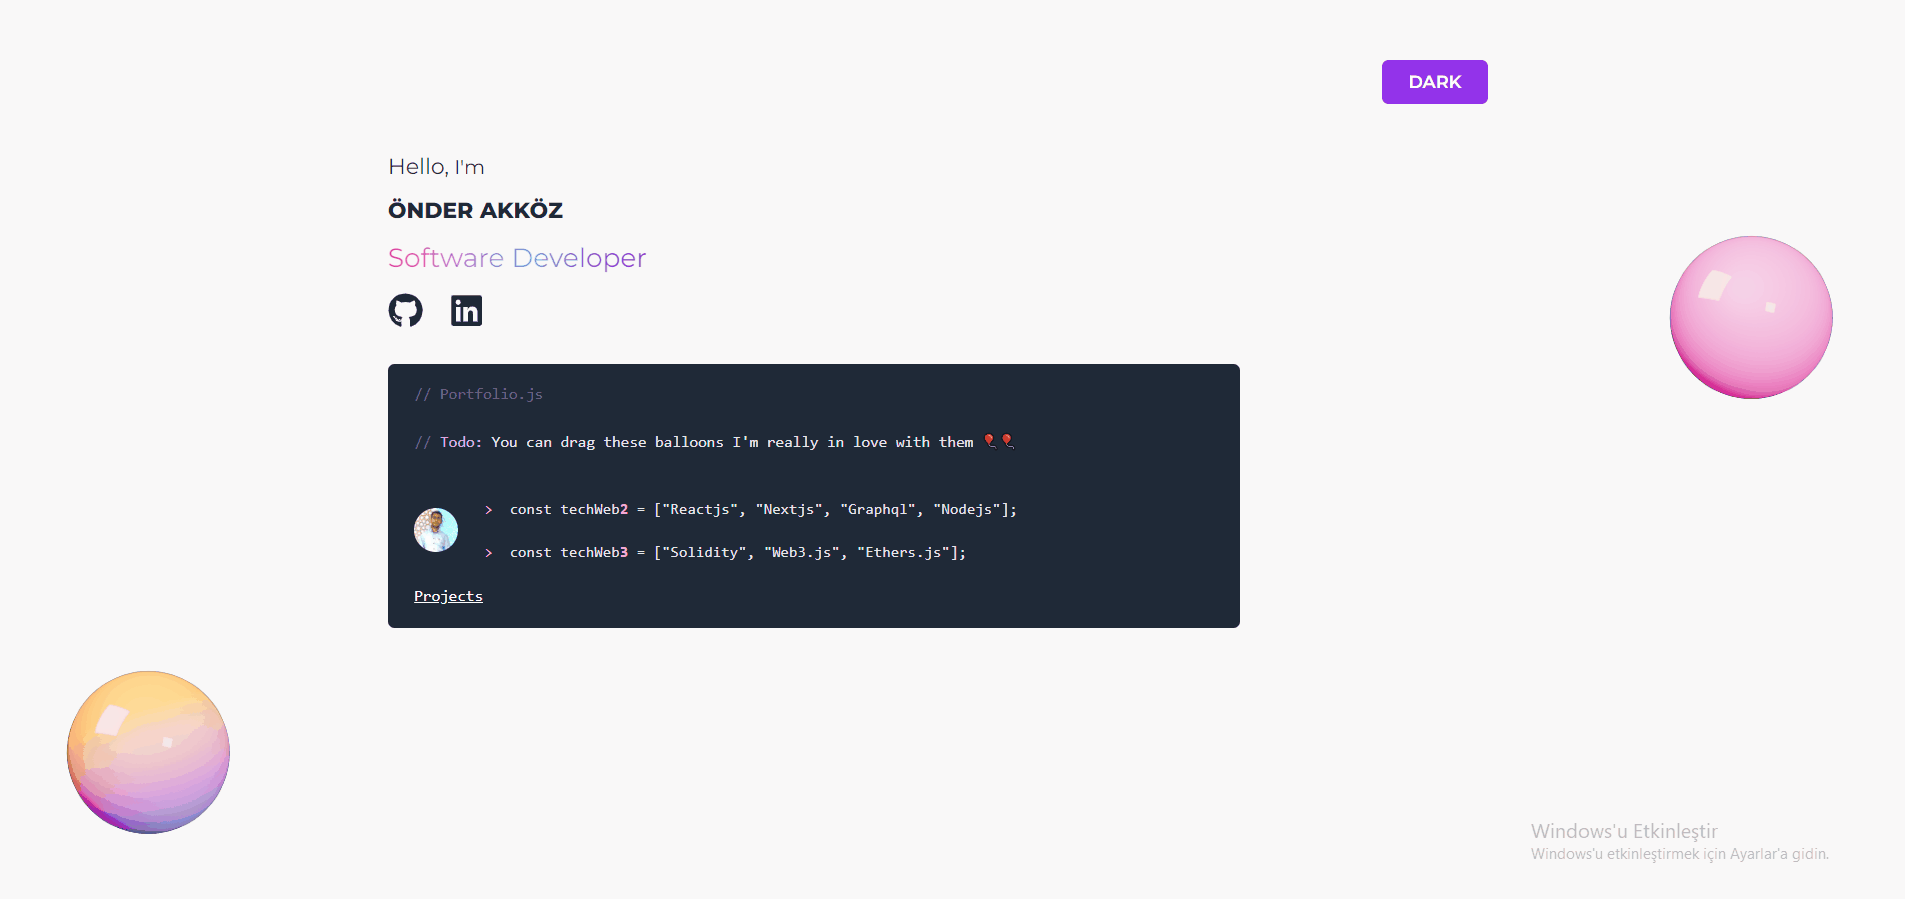 DARK
Hello, I'm
ÖNDER AKKÖZ
Software Developer
in
// Portfolio.js
// Todo: You can drag these balloons I'm really in love with them 🎈🎈
> const techWeb2 = ["Reactjs", "Nextjs", "Graphql", "Nodejs"];
> const techWeb3 = ["Solidity", "Web3.js", "Ethers.js"];
Projects
Windows'u Etkinleştir
Windows'u etkinleştirmek için Ayarlar'a gidin.